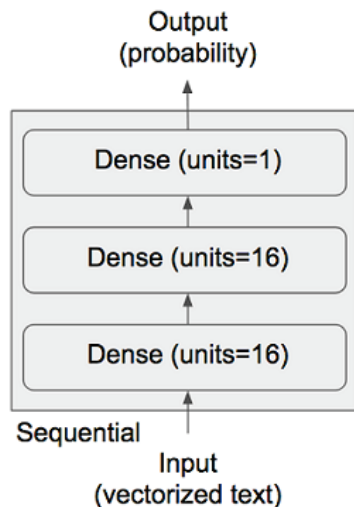 Output
(probability)
Dense (units=1)
Dense (units=16)
Dense (units=16)
Sequential
Input
(vectorized text)